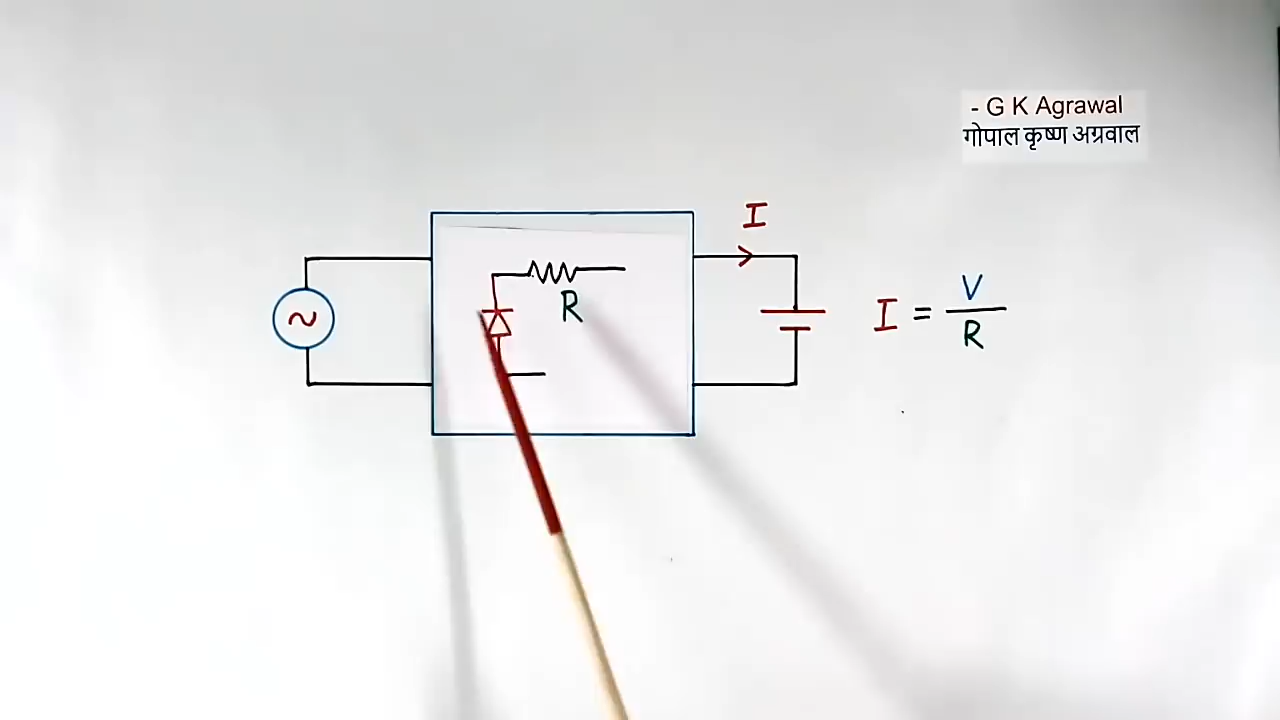 - G K Agrawal
गोपाल कृष्ण अग्रवाल
I
~
R
I = V/R